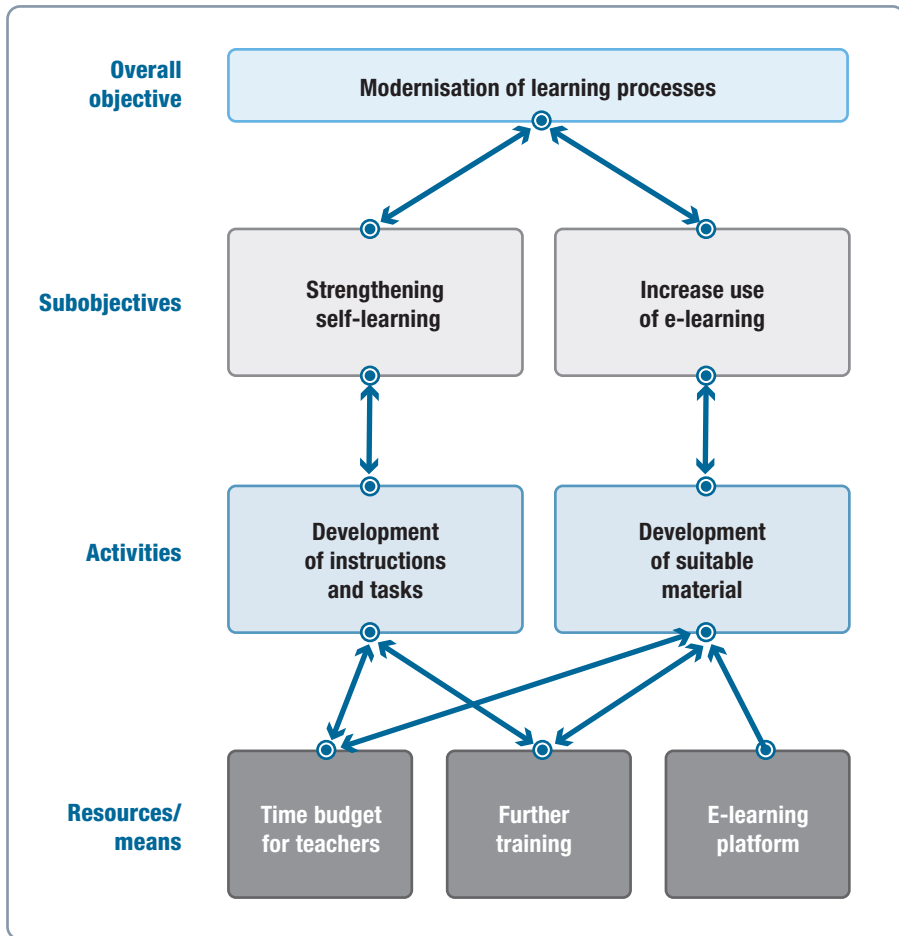 Overall
objective
Modernisation of learning processes
Subobjectives
Strengthening
self-learning
Increase use
of e-learning
Activities
Development
of instructions
and tasks
Development
of suitable
material
Resources/
means
Time budget
for teachers
Further
training
E-learning
platform